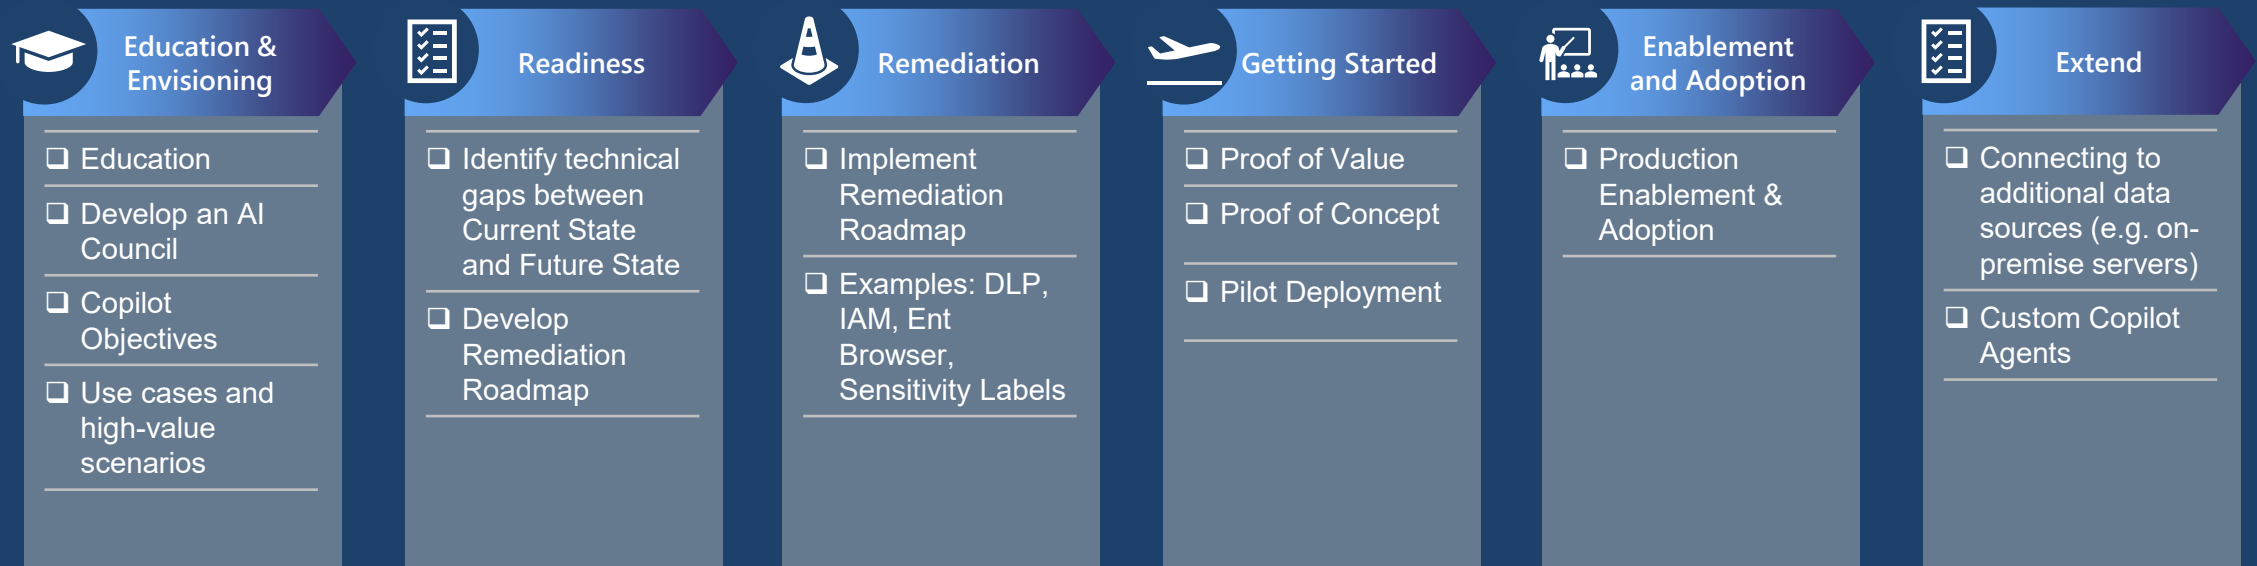 Education &
Envisioning
❑ Education
❑ Develop an AI
Council
❑ Copilot
Objectives
❑ Use cases and
high-value
scenarios
Readiness
❑ Identify technical
gaps between
Current State
and Future State
❑ Develop
Remediation
Roadmap
Remediation
❑ Implement
Remediation
Roadmap
❑ Examples: DLP,
IAM, Ent
Browser,
Sensitivity Labels
Getting Started
❑ Proof of Value
❑ Proof of Concept
❑ Pilot Deployment
Enablement
and Adoption
❑ Production
Enablement &
Adoption
Extend
❑ Connecting to
additional data
sources (e.g. on-
premise servers)
❑ Custom Copilot
Agents